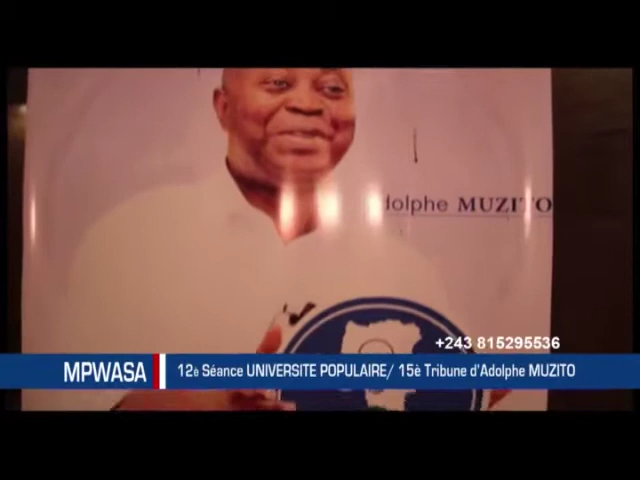 dolphe MUZITO
+243 815295536
MPWASA
12è Séance UNIVERSITE POPULAIRE/ 15è Tribune d'Adolphe MUZITO